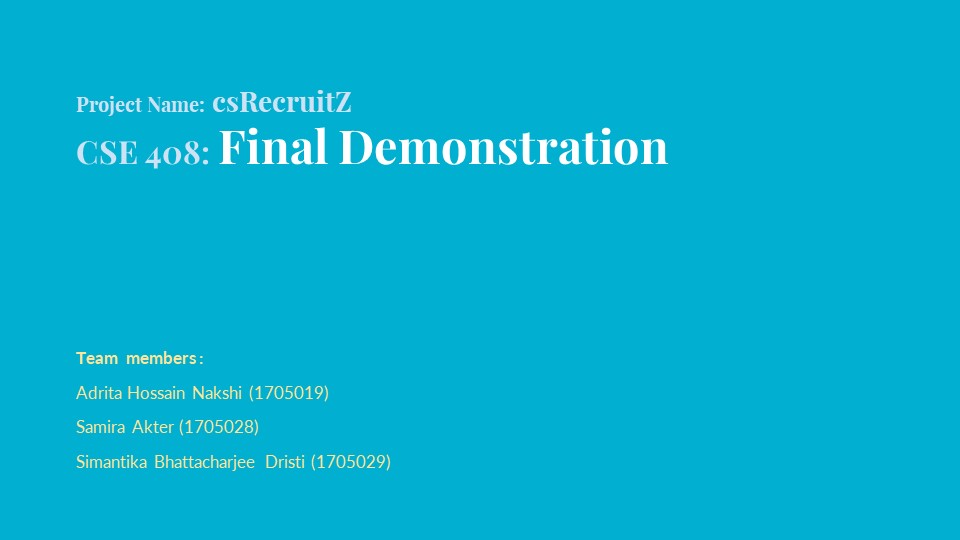 Project Name: csRecruitZ
CSE 408: Final Demonstration
Team members:
Adrita Hossain Nakshi (1705019)
Samira Akter (1705028)
Simantika Bhattacharjee Dristi (1705029)